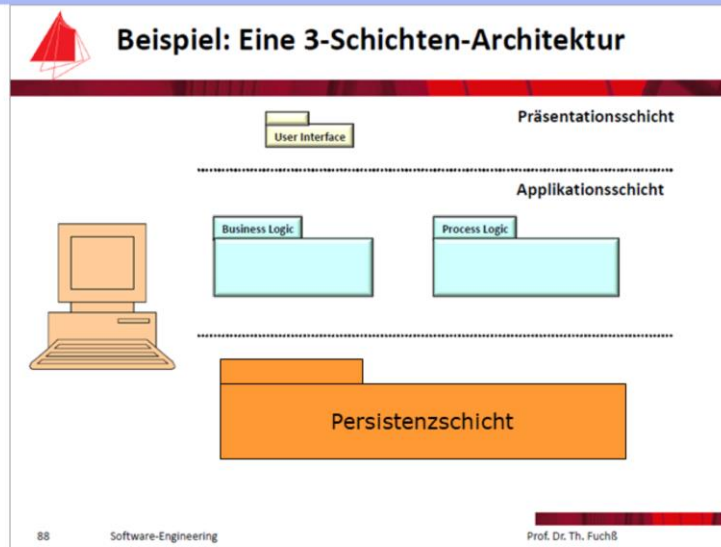 Beispiel: Eine 3-Schichten-Architektur
Präsentationsschicht
User Interface
Applikationsschicht
Business Logic
Process Logic
Persistenzschicht
88 Software-Engineering Prof. Dr. Th. Fuchß